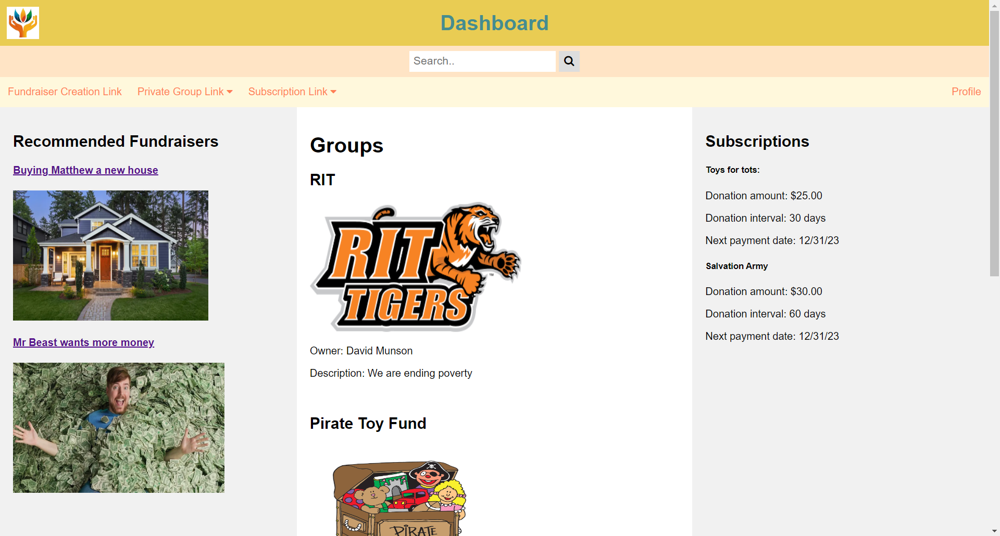 Dashboard
Search..
Fundraiser Creation Link
Private Group Link
Subscription Link
Profile
Recommended Fundraisers
Buying Matthew a new house
Mr Beast wants more money
Groups
RIT
RIT
TIGERS
TM
Owner: David Munson
Description: We are ending poverty
Pirate Toy Fund
PIRATE
Subscriptions
Toys for tots:
Donation amount: $25.00
Donation interval: 30 days
Next payment date: 12/31/23
Salvation Army
Donation amount: $30.00
Donation interval: 60 days
Next payment date: 12/31/23